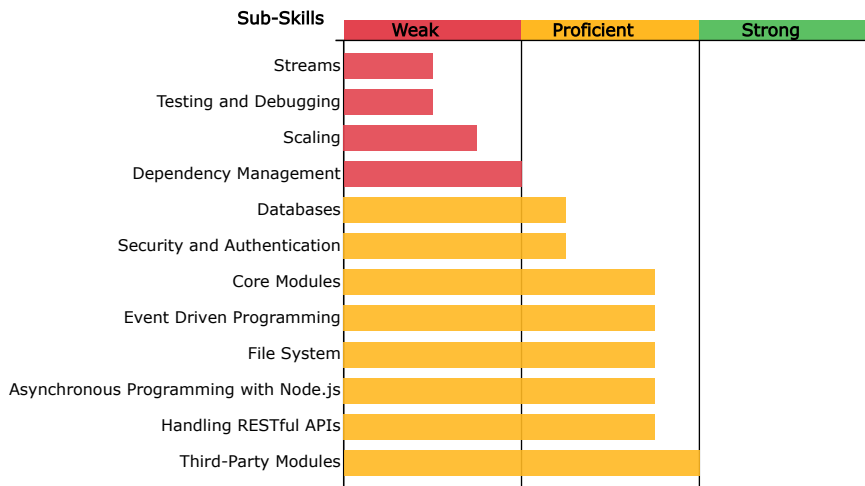 Sub-Skills
Weak Proficient Strong
Streams
Testing and Debugging
Scaling
Dependency Management
Databases
Security and Authentication
Core Modules
Event Driven Programming
File System
Asynchronous Programming with Node.js
Handling RESTful APIs
Third-Party Modules